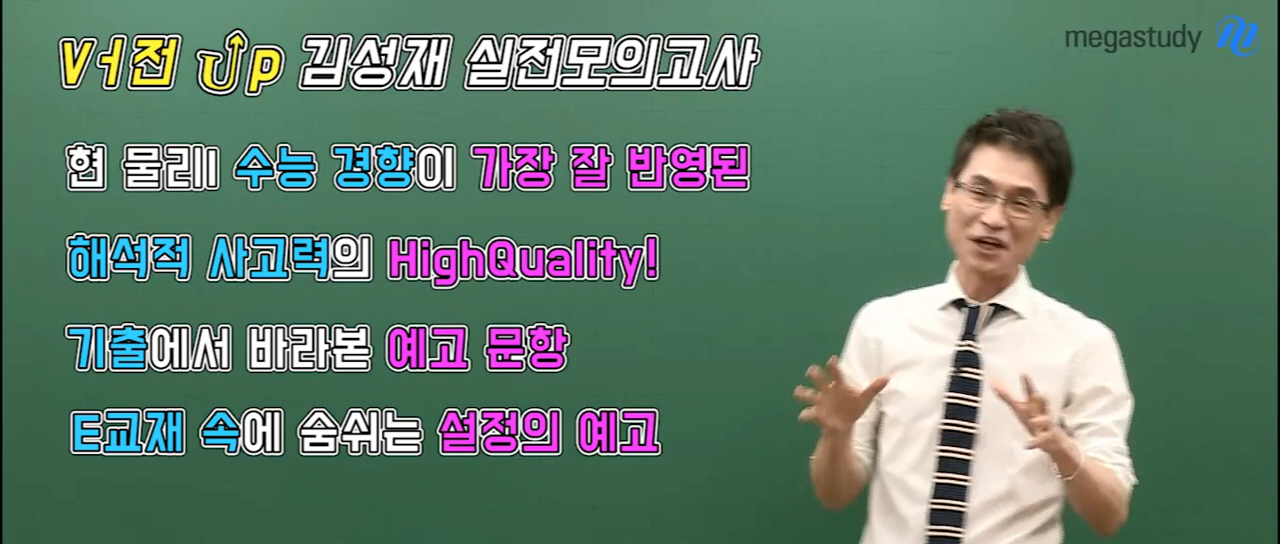 V ㅓ전 Up 김성재 실전모의고사
megastudy
현 물리I 수능 경향이 가장 잘 반영된
해석적 사고력의 HighQuality!
기출에서 바라본 예고 문항
E교재 속에 숨쉬는 설정의 예고